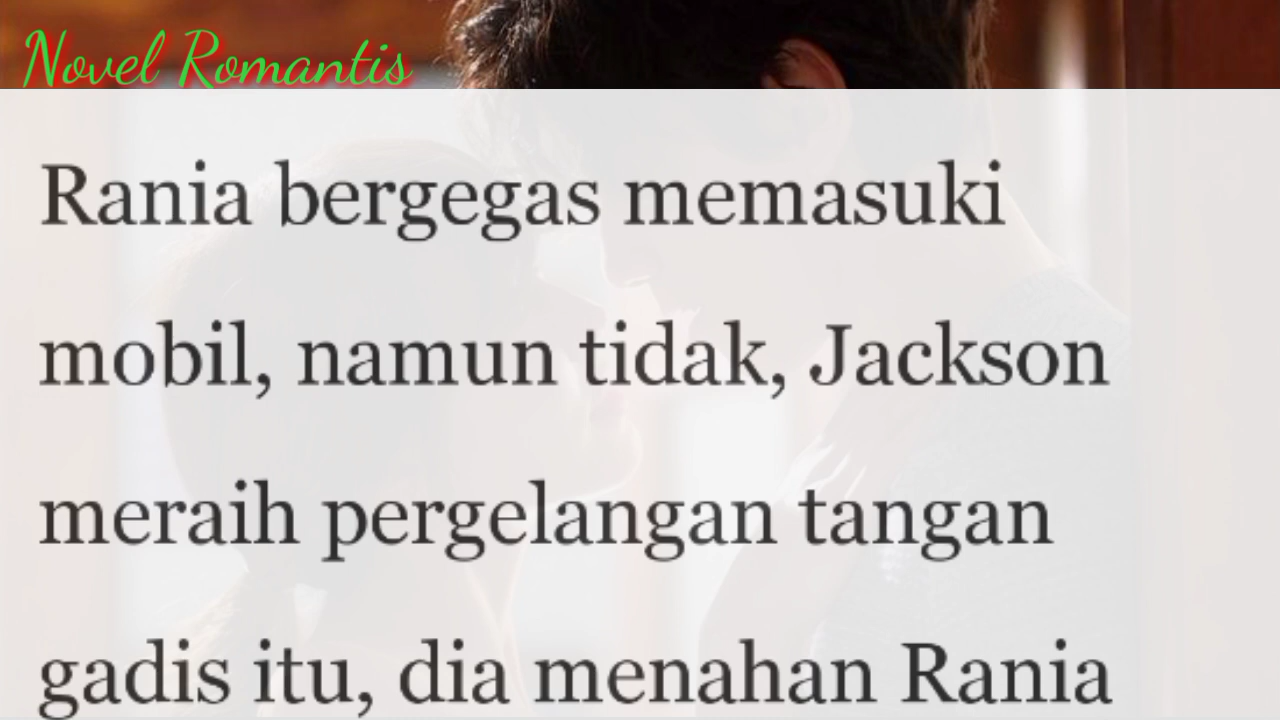 Novel Romantis
Rania bergegas memasuki
mobil, namun tidak, Jackson
meraih pergelangan tangan
gadis itu, dia menahan Rania